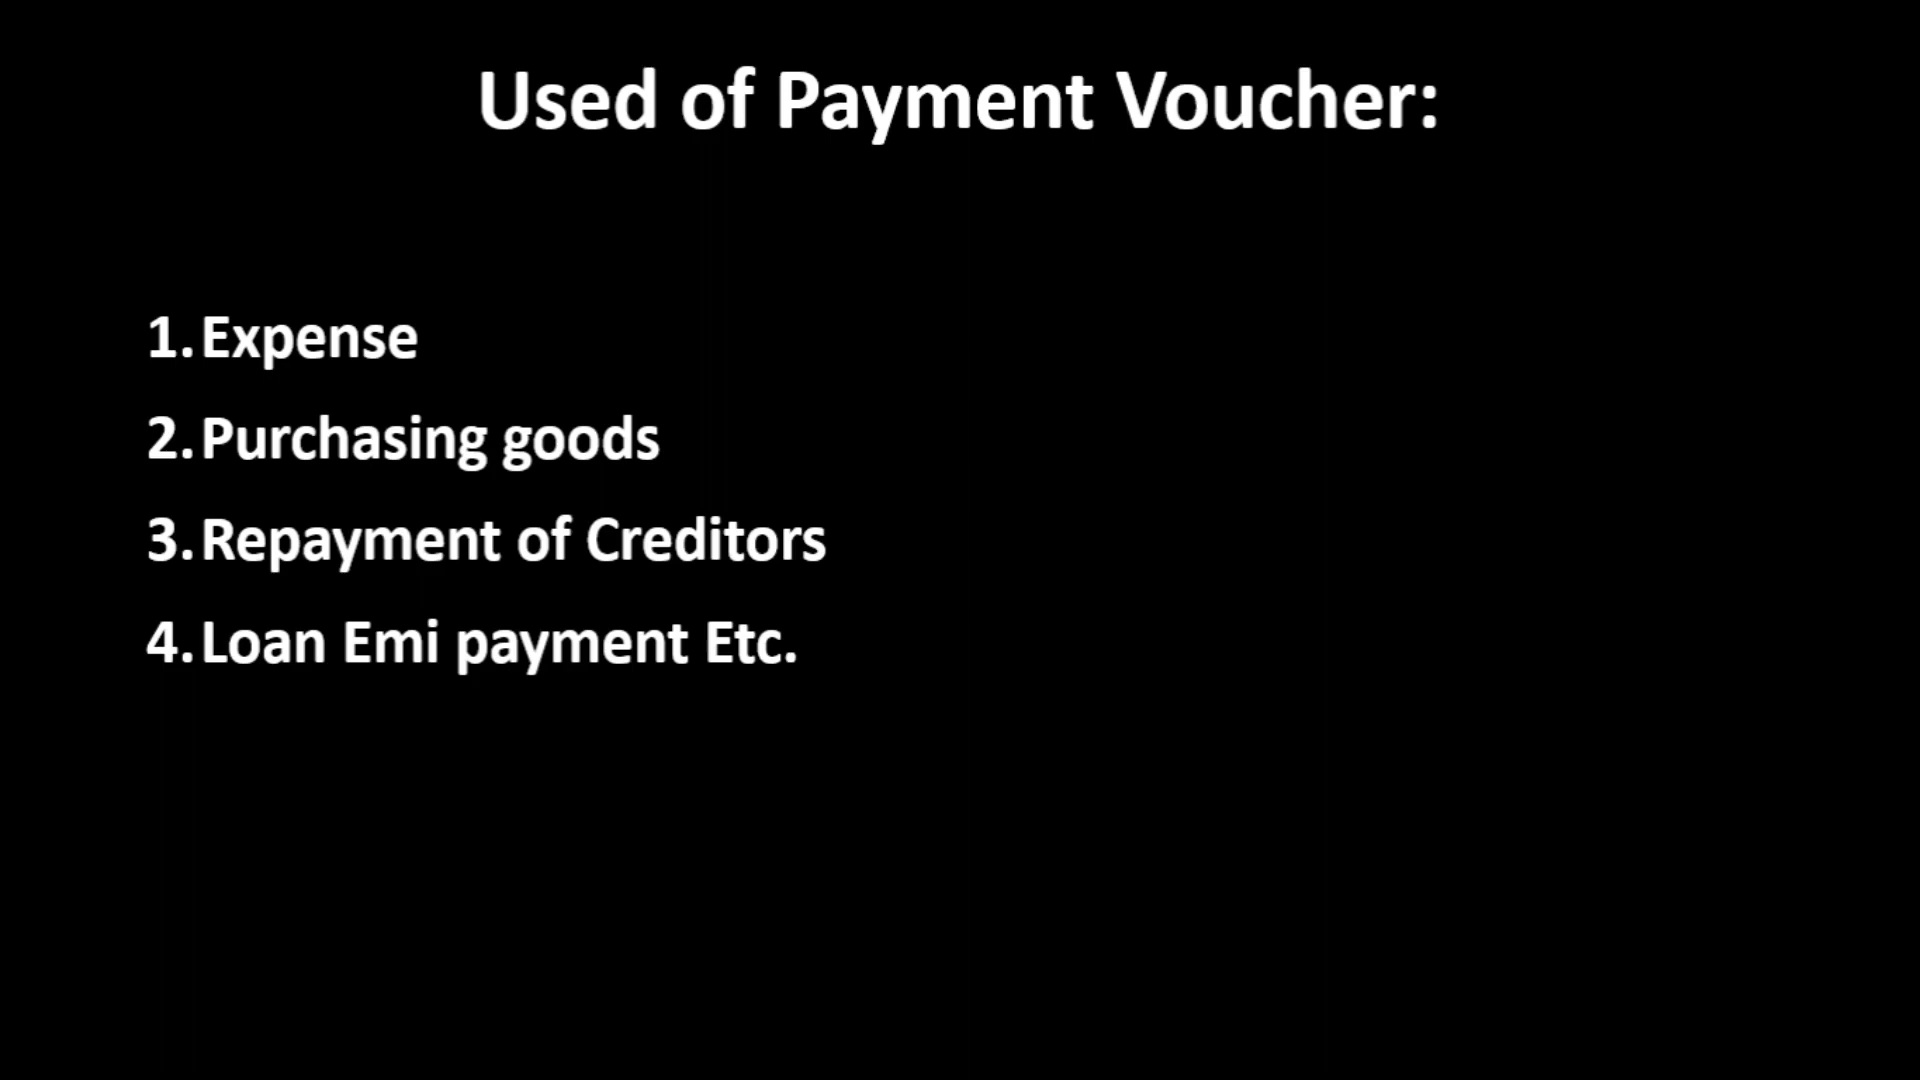 Used of Payment Voucher:
1. Expense
2. Purchasing goods
3. Repayment of Creditors
4. Loan Emi payment Etc.